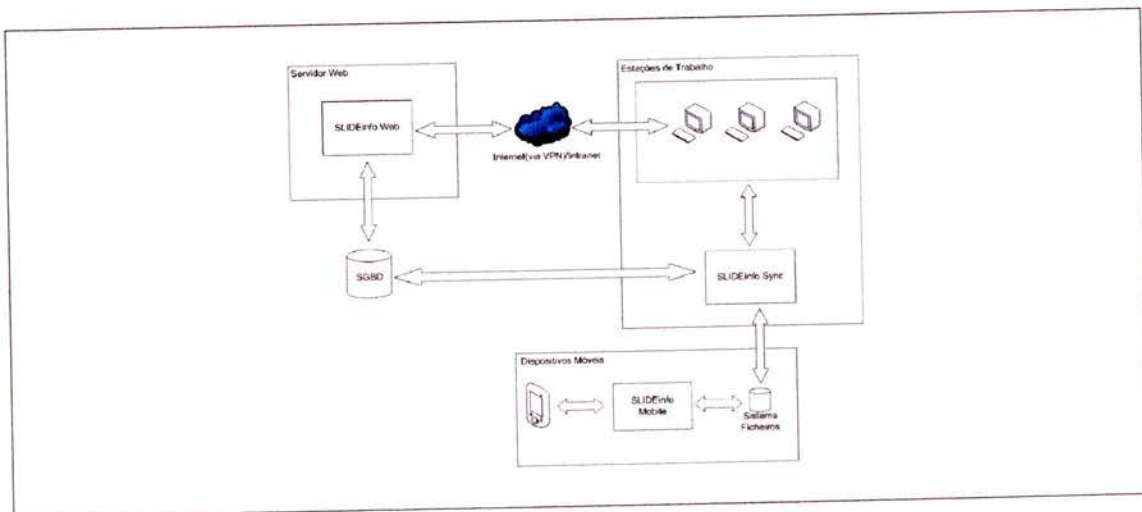 Servidor Web
Estações de Trabalho
SLIDEinfo Web
Internet(via VPN)/Intranet
SGBD
SLIDEinfo Sync
Dispositivos Móveis
SLIDEinfo
Mobile
Sistema
Ficheiros